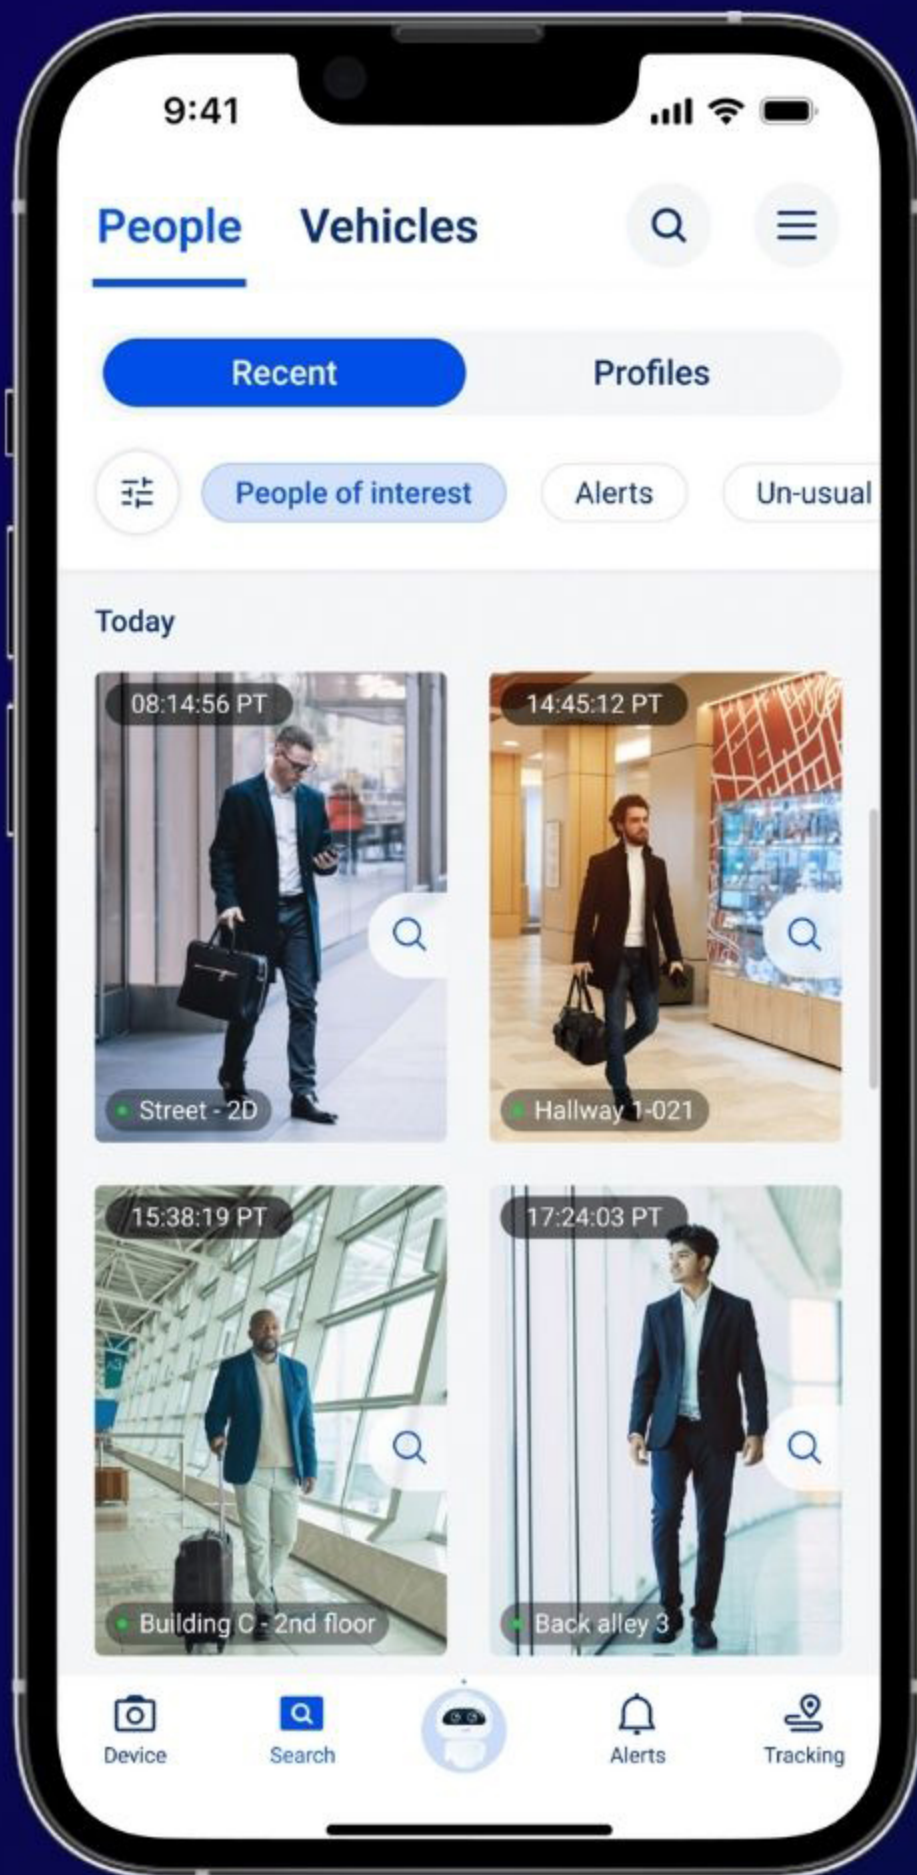 9:41
People Vehicles
Recent Profiles
People of interest Alerts Un-usual
Today
08:14:56 PT
14:45:12 PT
Street - 2D
Hallway 1-021
15:38:19 PT
17:24:03 PT
A3
Building C - 2nd floor
Back alley 3
Device Search Alerts Tracking